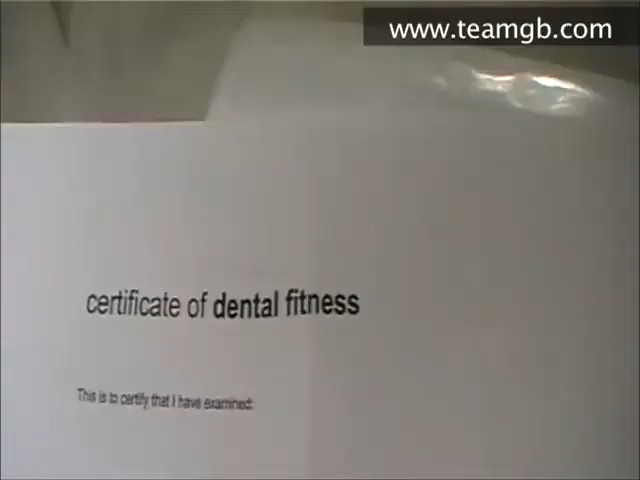 www.teamgb.com
certificate of dental fitness
This is to certify that I have examined: